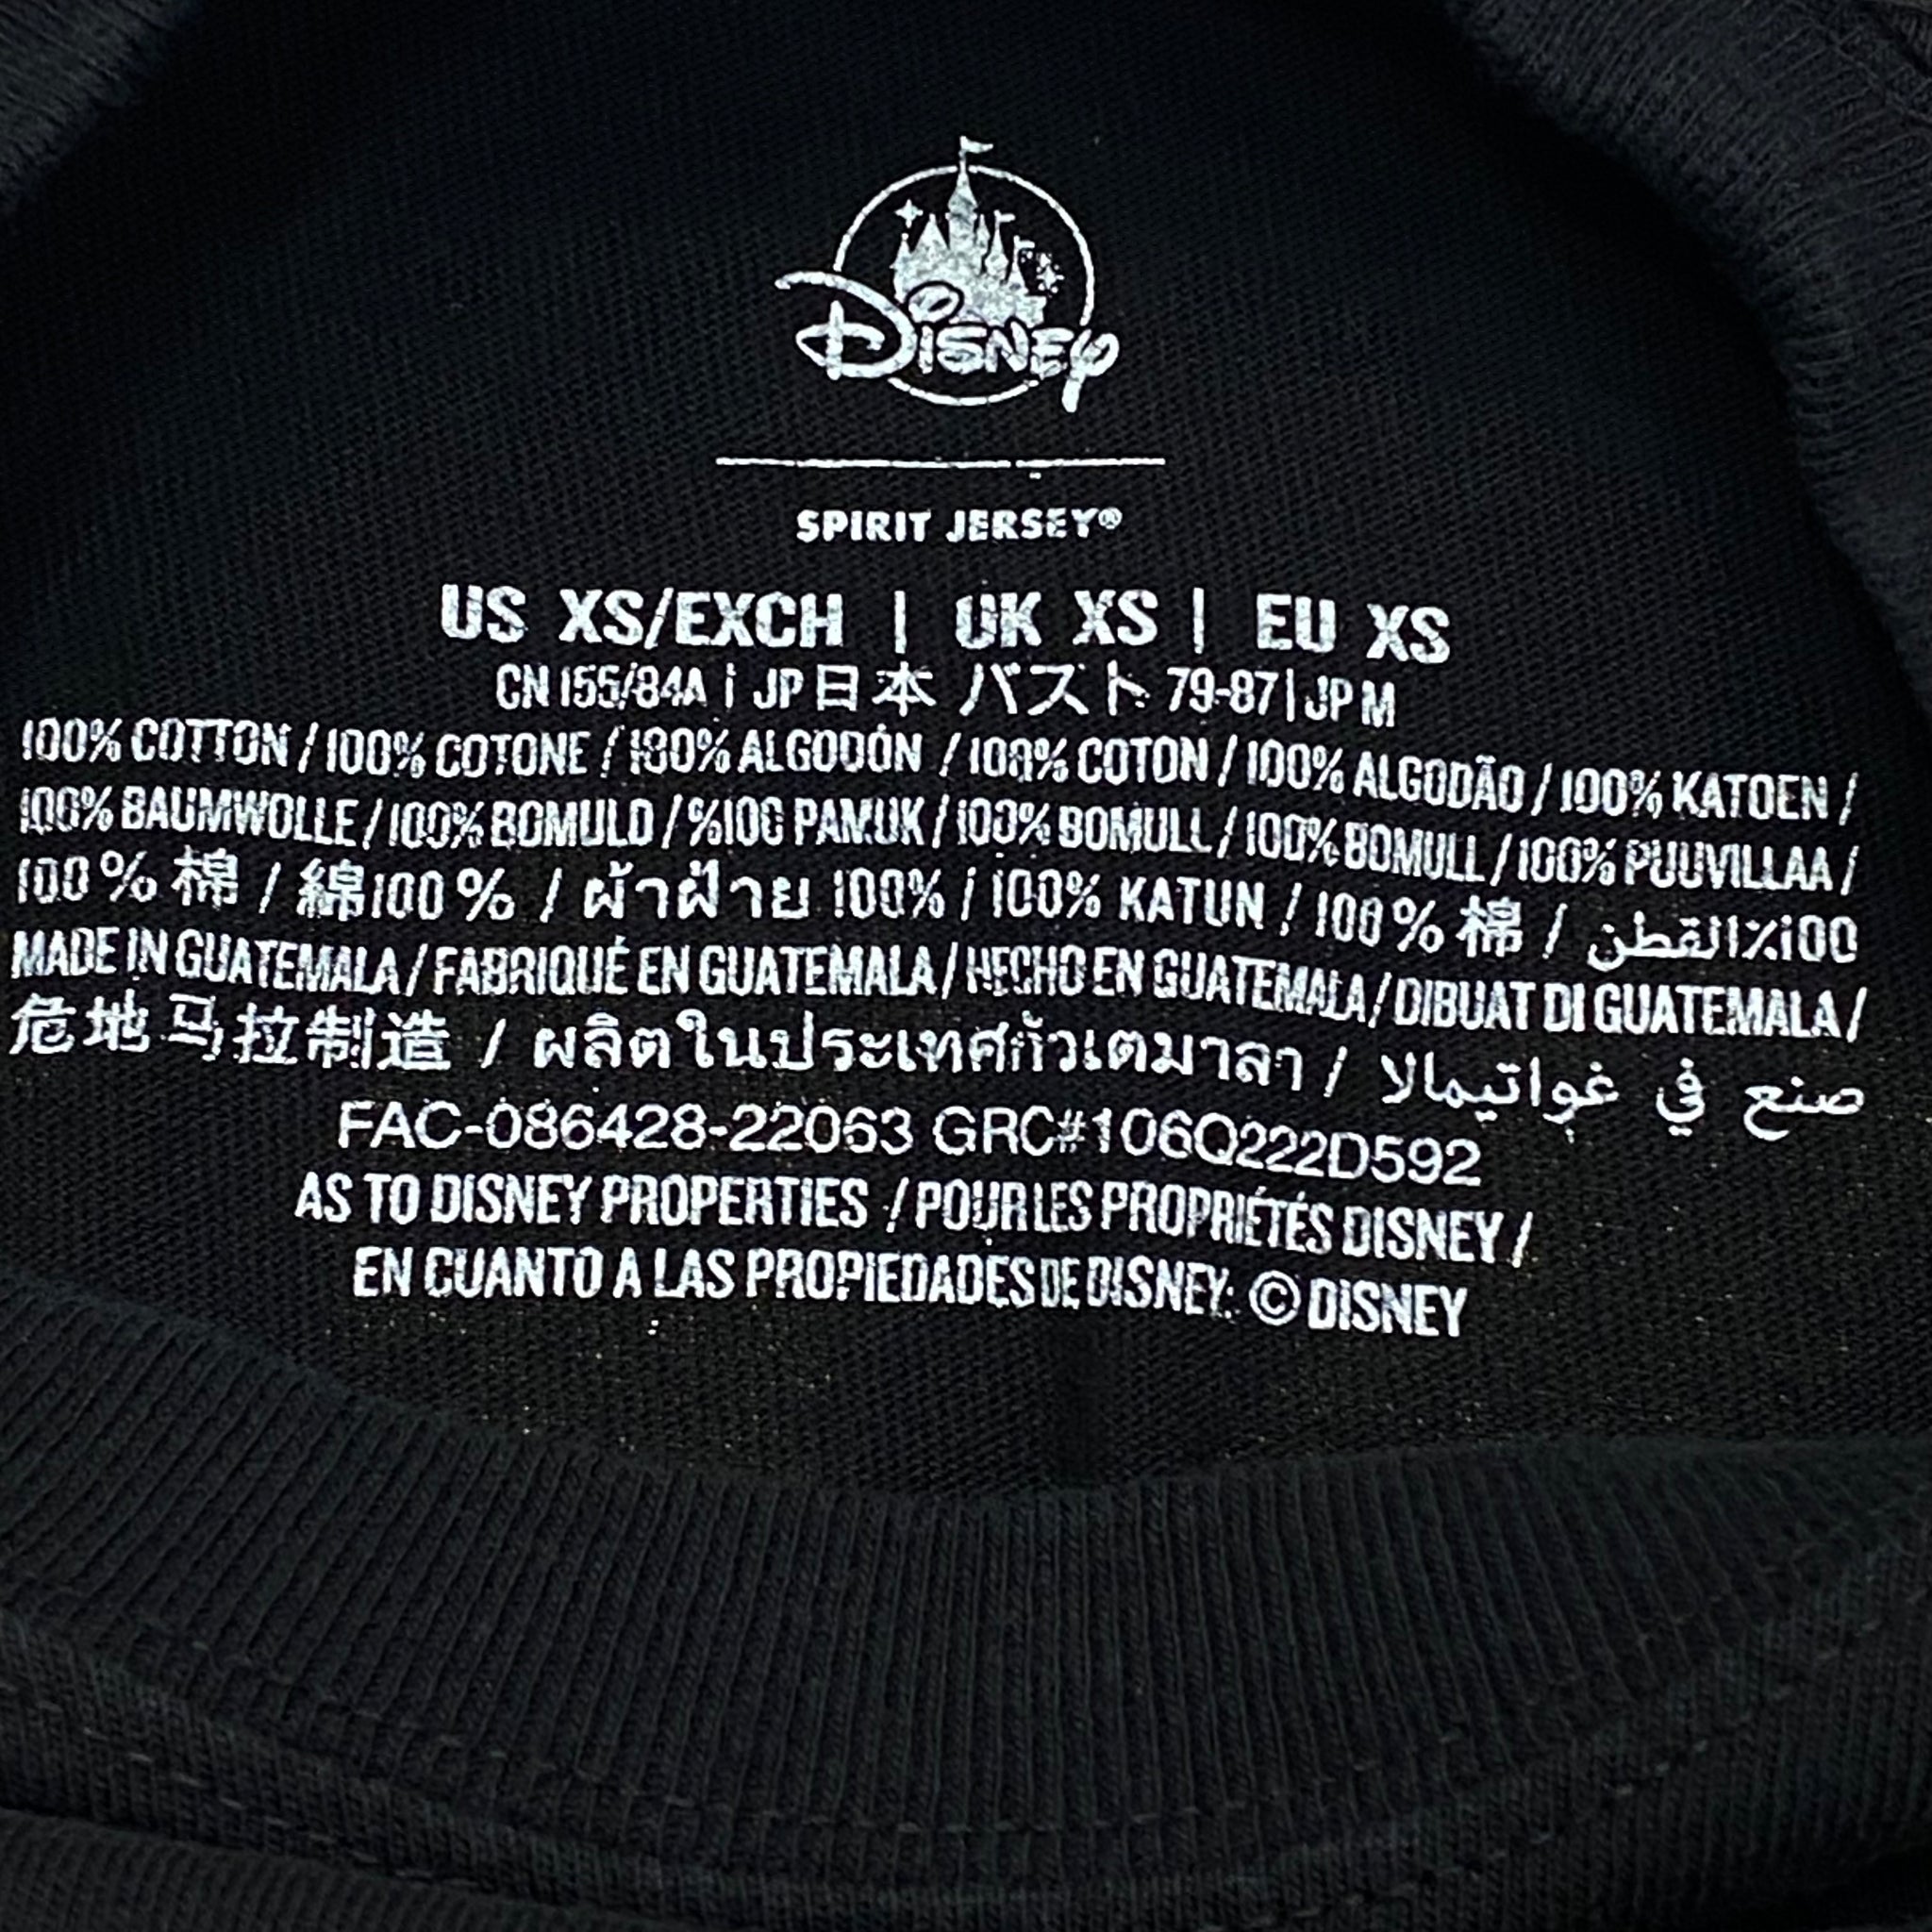 Disney
SPIRIT JERSEY®
US XS/EXCH | UK XS | EU XS
CN 155/84A | JP日本 バスト 79-87 | JP M
100% COTTON / 100% COTONE / 100% ALGODÓN / 100% COTON / 100% ALGODÃO / 100% KATOEN /
100% BAUMWOLLE / 100% BOMULD / %100 PAMUK / 100% BOMULL / 100% BOMULL / 100% PUUVILLAA /
100%棉 / 綿100% / ผ้าฝ้าย 100% / 100% KATUN / 100%棉 / 100٪القطن
MADE IN GUATEMALA / FABRIQUÉ EN GUATEMALA / HECHO EN GUATEMALA / DIBUAT DI GUATEMALA /
危地马拉制造 / ผลิตในประเทศกัวเตมาลา / صنع في غواتيمالا
FAC-086428-22063 GRC#106Q222D592
AS TO DISNEY PROPERTIES / POUR LES PROPRIÉTÉS DISNEY /
EN CUANTO A LAS PROPIEDADES DE DISNEY: © DISNEY